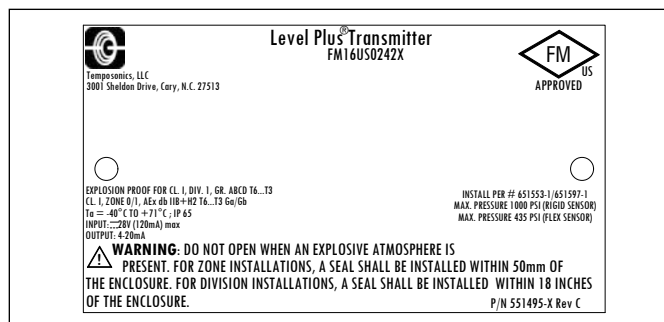 Level Plus® Transmitter
FM16US0242X
Temposonics, LLC
3001 Sheldon Drive, Cary, N.C. 27513
FM
US
APPROVED
EXPLOSION PROOF FOR CL. I, DIV. 1, GR. ABCD T6...T3
CL. I, ZONE 0/1, AEx db IIB+H2 T6...T3 Ga/Gb
Ta = -40°C TO +71°C ; IP 65
INPUT:⎓28V (120mA) max
OUTPUT: 4-20mA
INSTALL PER # 651553-1/651597-1
MAX. PRESSURE 1000 PSI (RIGID SENSOR)
MAX. PRESSURE 435 PSI (FLEX SENSOR)
WARNING: DO NOT OPEN WHEN AN EXPLOSIVE ATMOSPHERE IS
PRESENT. FOR ZONE INSTALLATIONS, A SEAL SHALL BE INSTALLED WITHIN 50mm OF
THE ENCLOSURE. FOR DIVISION INSTALLATIONS, A SEAL SHALL BE INSTALLED WITHIN 18 INCHES
OF THE ENCLOSURE.
P/N 551495-X Rev C